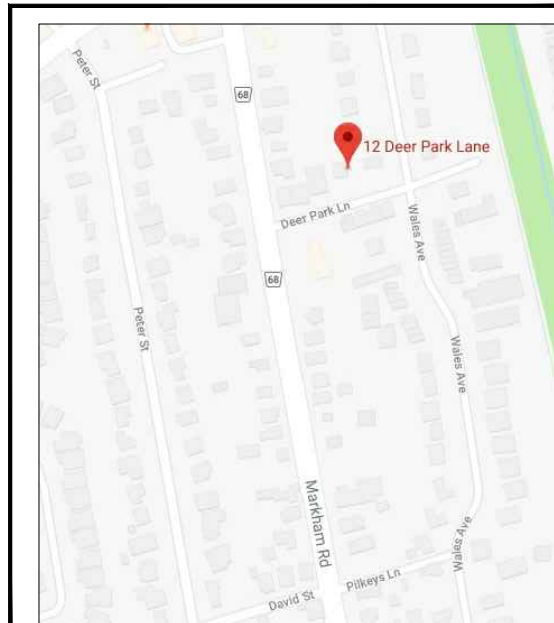 Peter St
68
12 Deer Park Lane
Deer Park Ln
Wales Ave
68
Peter St
Wales Ave
Markham Rd
Wales Ave
Pilkeys Ln
David St